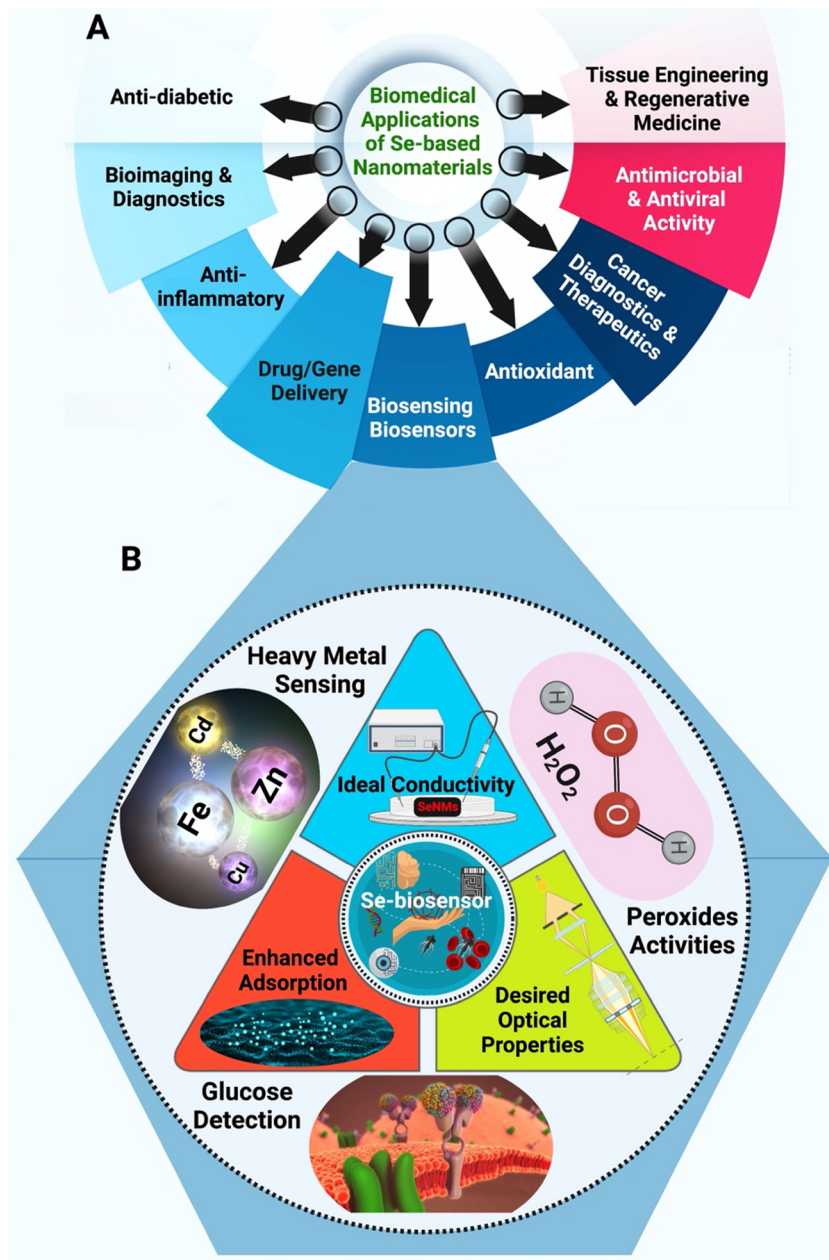 A
Biomedical
Applications
of Se-based
Nanomaterials
Anti-diabetic
Bioimaging &
Diagnostics
Anti-
inflammatory
Drug/Gene
Delivery
Biosensing
Biosensors
Antioxidant
Cancer
Diagnostics &
Therapeutics
Antimicrobial
& Antiviral
Activity
Tissue Engineering
& Regenerative
Medicine
B
Heavy Metal
Sensing
Cd
Zn
Fe
Cu
Ideal Conductivity
SeNMs
H
O
O
H
H₂O₂
Peroxides
Activities
Se-biosensor
Enhanced
Adsorption
Desired
Optical
Properties
Glucose
Detection